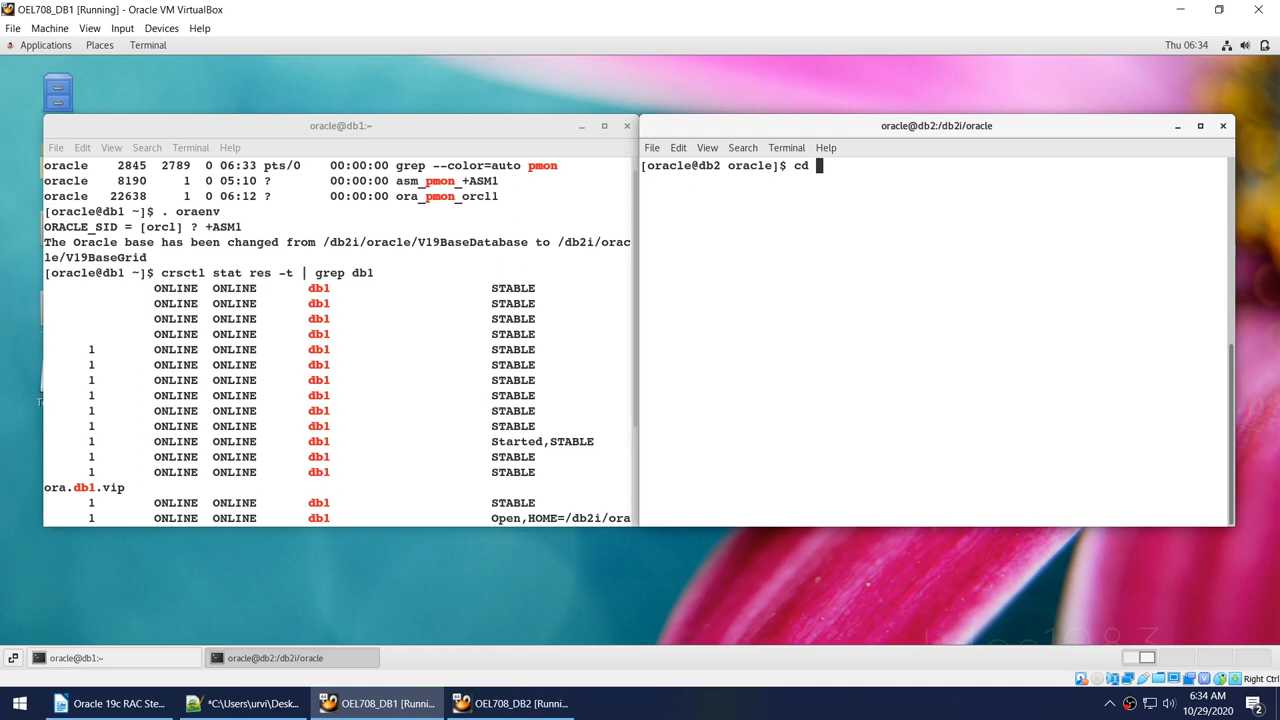 OEL708_DB1 [Running] - Oracle VM VirtualBox
File Machine View Input Devices Help
Applications Places Terminal Thu 06:34
oracle@db1:~
File Edit View Search Terminal Help
oracle 2845 2789 0 06:33 pts/0 00:00:00 grep --color=auto pmon
oracle 8190 1 0 05:10 ? 00:00:00 asm_pmon_+ASM1
oracle 22638 1 0 06:12 ? 00:00:00 ora_pmon_orcl1
[oracle@db1 ~]$ . oraenv
ORACLE_SID = [orcl] ? +ASM1
The Oracle base has been changed from /db2i/oracle/V19BaseDatabase to /db2i/orac
le/V19BaseGrid
[oracle@db1 ~]$ crsctl stat res -t | grep db1
ONLINE ONLINE db1 STABLE
ONLINE ONLINE db1 STABLE
ONLINE ONLINE db1 STABLE
ONLINE ONLINE db1 STABLE
1 ONLINE ONLINE db1 STABLE
1 ONLINE ONLINE db1 STABLE
1 ONLINE ONLINE db1 STABLE
1 ONLINE ONLINE db1 STABLE
1 ONLINE ONLINE db1 STABLE
1 ONLINE ONLINE db1 STABLE
1 ONLINE ONLINE db1 Started,STABLE
1 ONLINE ONLINE db1 STABLE
1 ONLINE ONLINE db1 STABLE
ora.db1.vip
1 ONLINE ONLINE db1 STABLE
1 ONLINE ONLINE db1 Open,HOME=/db2i/ora
oracle@db2:/db2i/oracle
File Edit View Search Terminal Help
[oracle@db2 oracle]$ cd
oracle@db1:~
oracle@db2:/db2i/oracle
Right Ctrl
Oracle 19c RAC Ste...
*C:\Users\urvi\Desk...
OEL708_DB1 [Runni...
OEL708_DB2 [Runni...
6:34 AM
10/29/2020
2